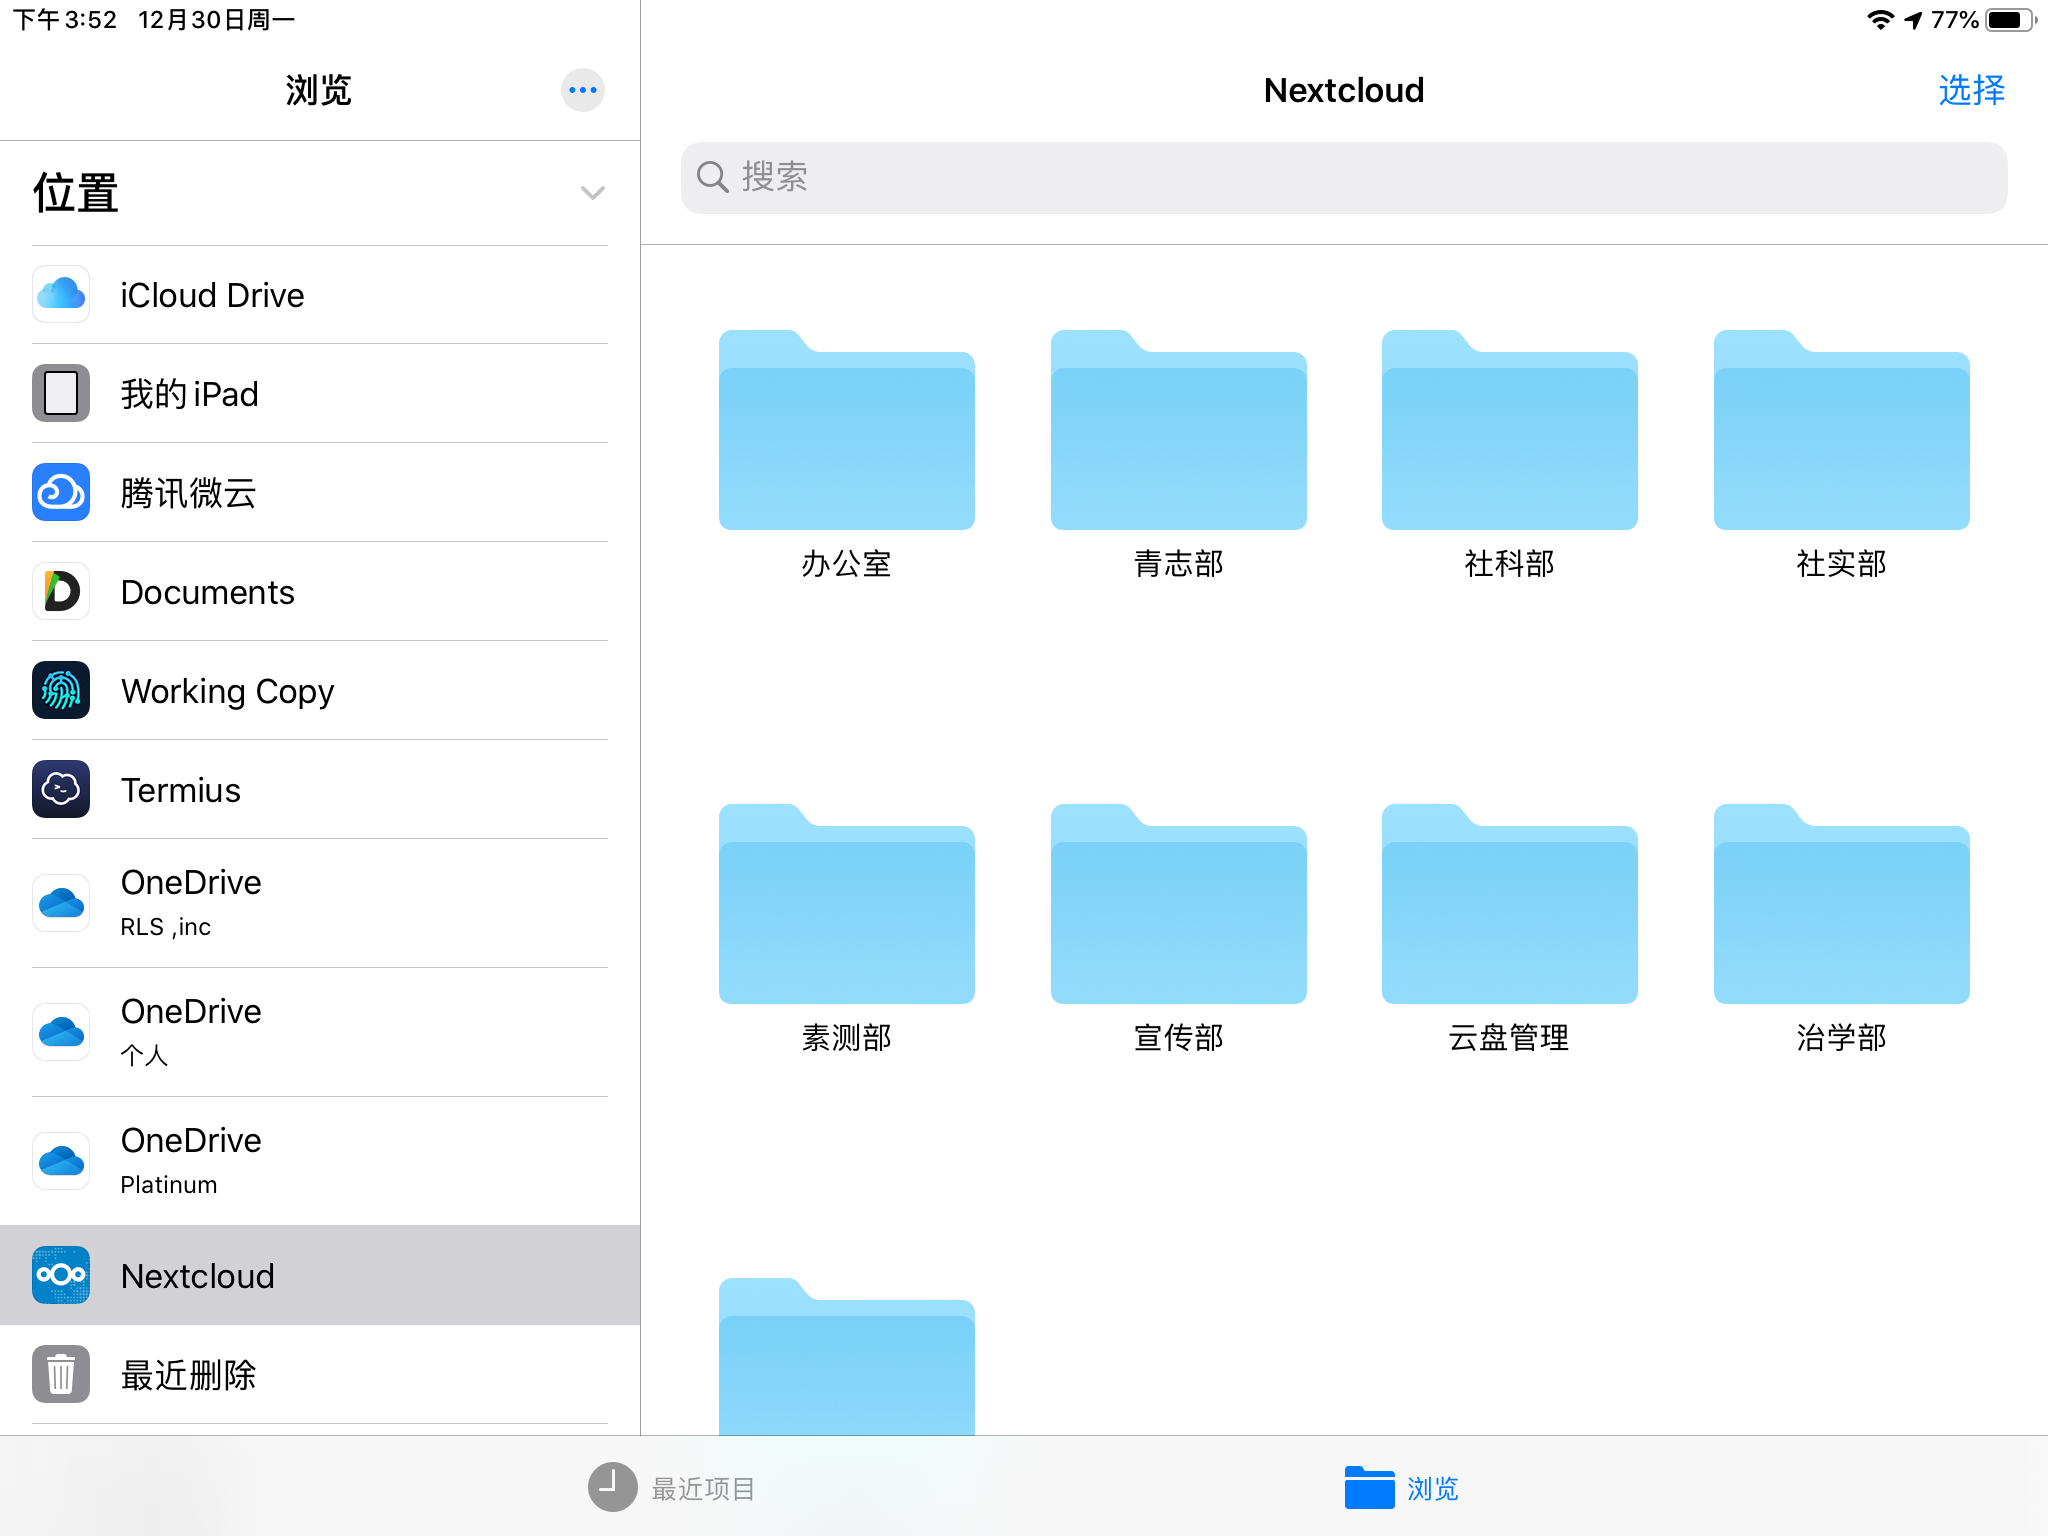 下午3:52 12月30日周一
77%
浏览
Nextcloud
选择
搜索
位置
iCloud Drive
我的 iPad
腾讯微云
Documents
Working Copy
Termius
OneDrive
RLS ,inc
OneDrive
个人
OneDrive
Platinum
Nextcloud
最近删除
办公室
青志部
社科部
社实部
素测部
宣传部
云盘管理
治学部
最近项目
浏览